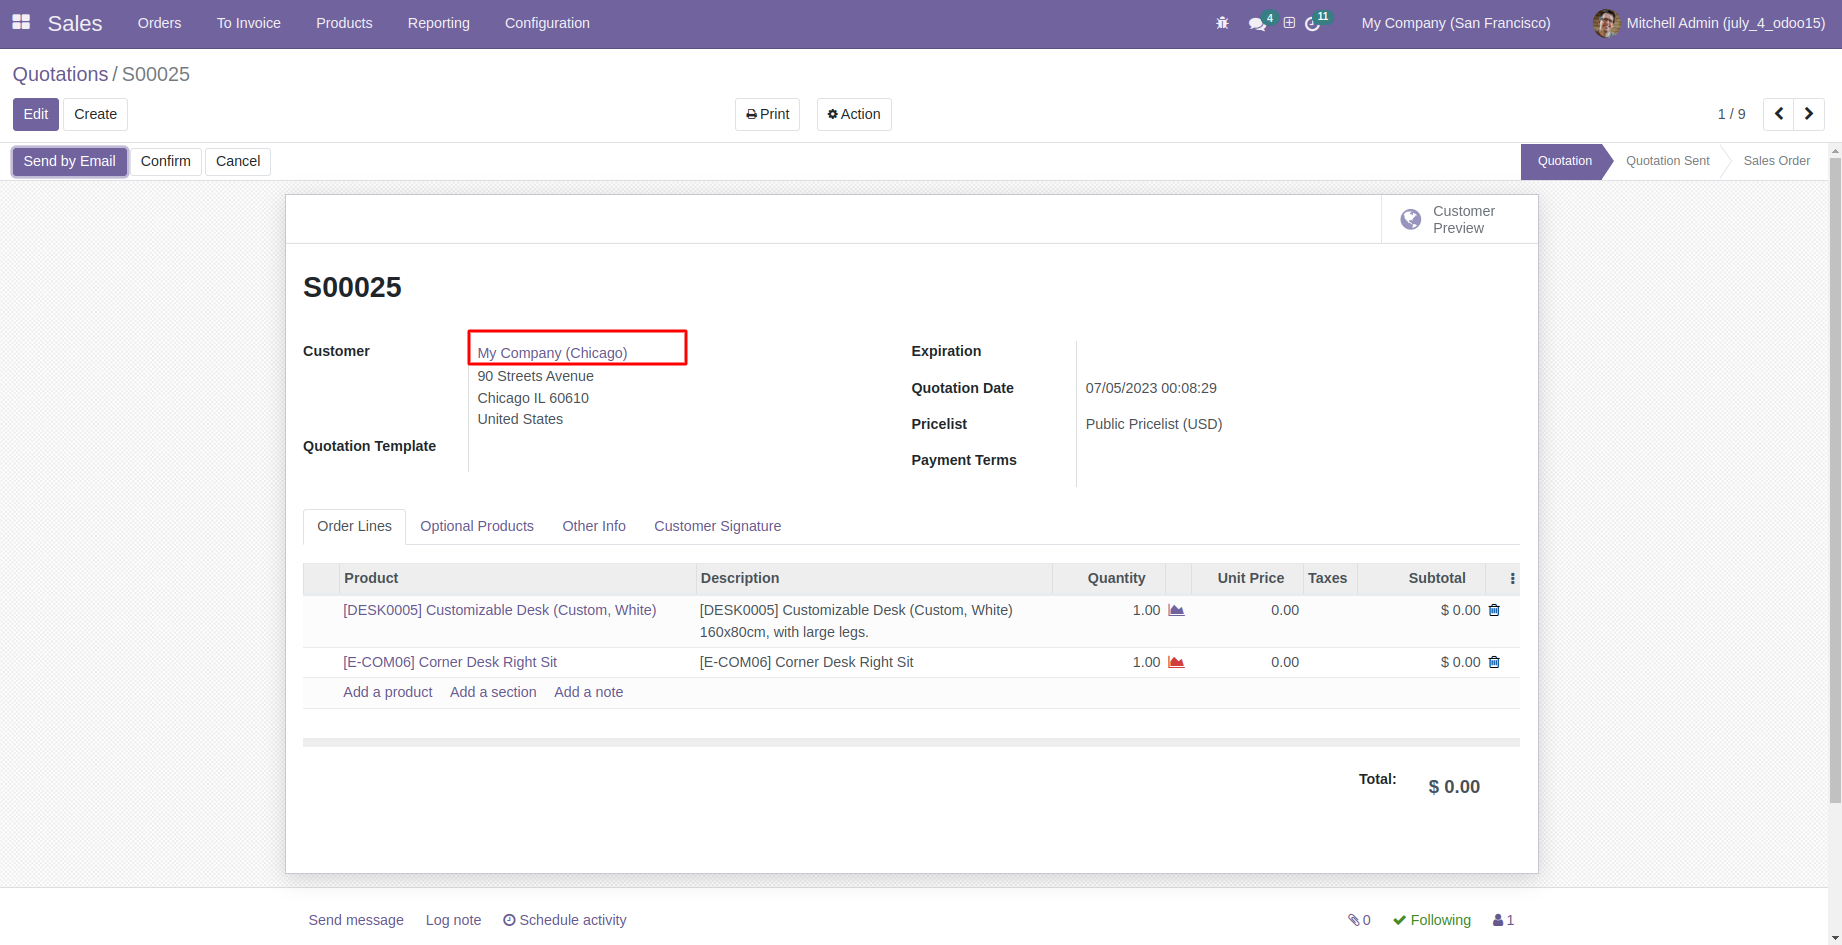 Sales Orders To Invoice Products Reporting Configuration 4 11 My Company (San Francisco) Mitchell Admin (july_4_odoo15)
Quotations / S00025
Edit Create Print Action 1 / 9
Send by Email Confirm Cancel Quotation Quotation Sent Sales Order
Customer
Preview
S00025
Customer My Company (Chicago) Expiration
90 Streets Avenue
Quotation Date 07/05/2023 00:08:29
Chicago IL 60610
United States
Pricelist Public Pricelist (USD)
Quotation Template
Payment Terms
Order Lines Optional Products Other Info Customer Signature
Product Description Quantity Unit Price Taxes Subtotal
[DESK0005] Customizable Desk (Custom, White) [DESK0005] Customizable Desk (Custom, White) 1.00 0.00 $ 0.00
160x80cm, with large legs.
[E-COM06] Corner Desk Right Sit [E-COM06] Corner Desk Right Sit 1.00 0.00 $ 0.00
Add a product Add a section Add a note
Total: $ 0.00
Send message Log note Schedule activity 0 Following 1